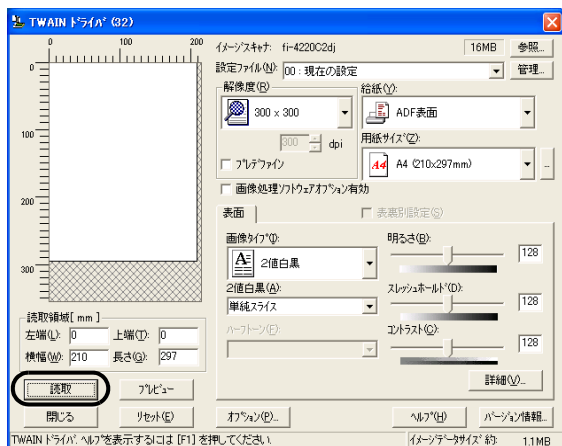 TWAIN ﾄﾞﾗｲﾊﾞ (32)
0 100 200
0
100
200
300
ｲﾒｰｼﾞｽｷｬﾅ: fi-4220C2dj 16MB 参照...
設定ﾌｧｲﾙ(N): 00 : 現在の設定 管理...
解像度(R)
300 x 300
300 dpi
ﾌﾟﾚﾃﾞﾌｧｲﾝ
給紙(Y):
ADF表面
用紙ｻｲｽﾞ(Z):
A4 A4 (210x297mm) ...
画像処理ｿﾌﾄｳｪｱｵﾌﾟｼｮﾝ有効
表面 表裏別設定(S)
画像ﾀｲﾌﾟ(I):
2値白黒
2値白黒(A):
単純ｽﾗｲｽ
ﾊｰﾌﾄｰﾝ(E):
明るさ(B):
128
ｽﾚｯｼｭﾎｰﾙﾄﾞ(D):
128
ｺﾝﾄﾗｽﾄ(C):
128
詳細(V)...
読取領域[ mm ]
左端(L): 0 上端(T): 0
横幅(W): 210 長さ(G): 297
読取 ﾌﾟﾚﾋﾞｭｰ
閉じる ﾘｾｯﾄ(E) ｵﾌﾟｼｮﾝ(P)... ﾍﾙﾌﾟ(H) ﾊﾞｰｼﾞｮﾝ情報...
TWAIN ﾄﾞﾗｲﾊﾞ. ﾍﾙﾌﾟを表示するには [F1] を押してください. ｲﾒｰｼﾞﾃﾞｰﾀｻｲｽﾞ約: 1.1MB